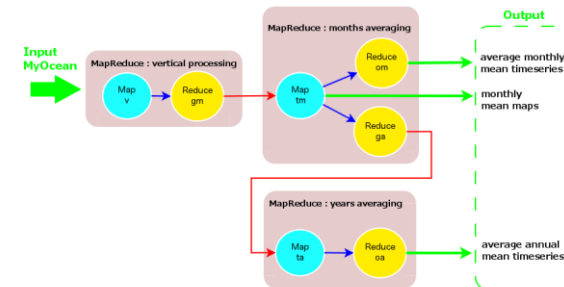 Output
MapReduce : months averaging
Input
MyOcean
MapReduce : vertical processing
Reduce
om
average monthly
mean timeseries
Map
v
Reduce
gm
Map
tm
monthly
mean maps
Reduce
ga
MapReduce : years averaging
Map
ta
Reduce
oa
average annual
mean timeseries